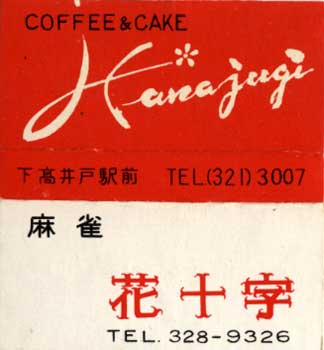 COFFEE&CAKE
Hanajugi
下高井戸駅前 TEL.(321)3007
麻雀
花十字
TEL. 328-9326